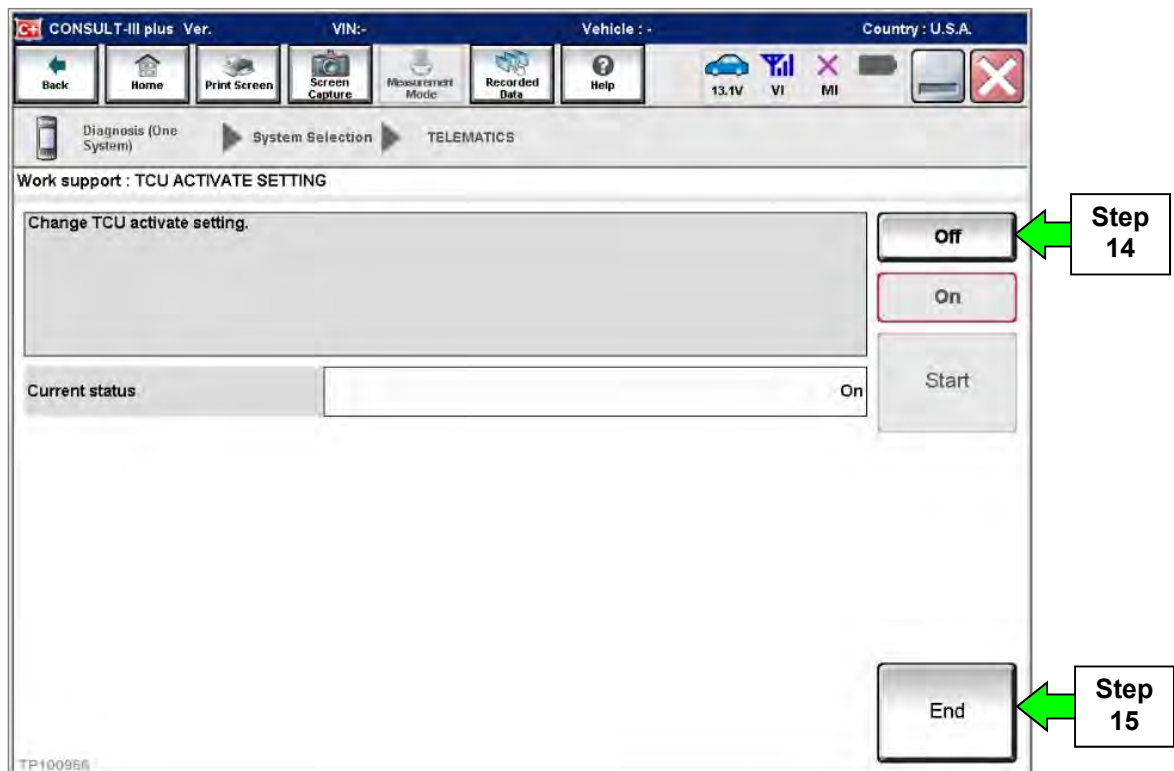 C+ CONSULT-III plus Ver. VIN:- Vehicle : - Country : U.S.A.
Back
Home
Print Screen
Screen
Capture
Measurement
Mode
Recorded
Data
Help
13.1V
VI
MI
Diagnosis (One
System)
System Selection
TELEMATICS
Work support : TCU ACTIVATE SETTING
Change TCU activate setting.
Off
Step
14
On
Current status
On
Start
End
Step
15
TP100966